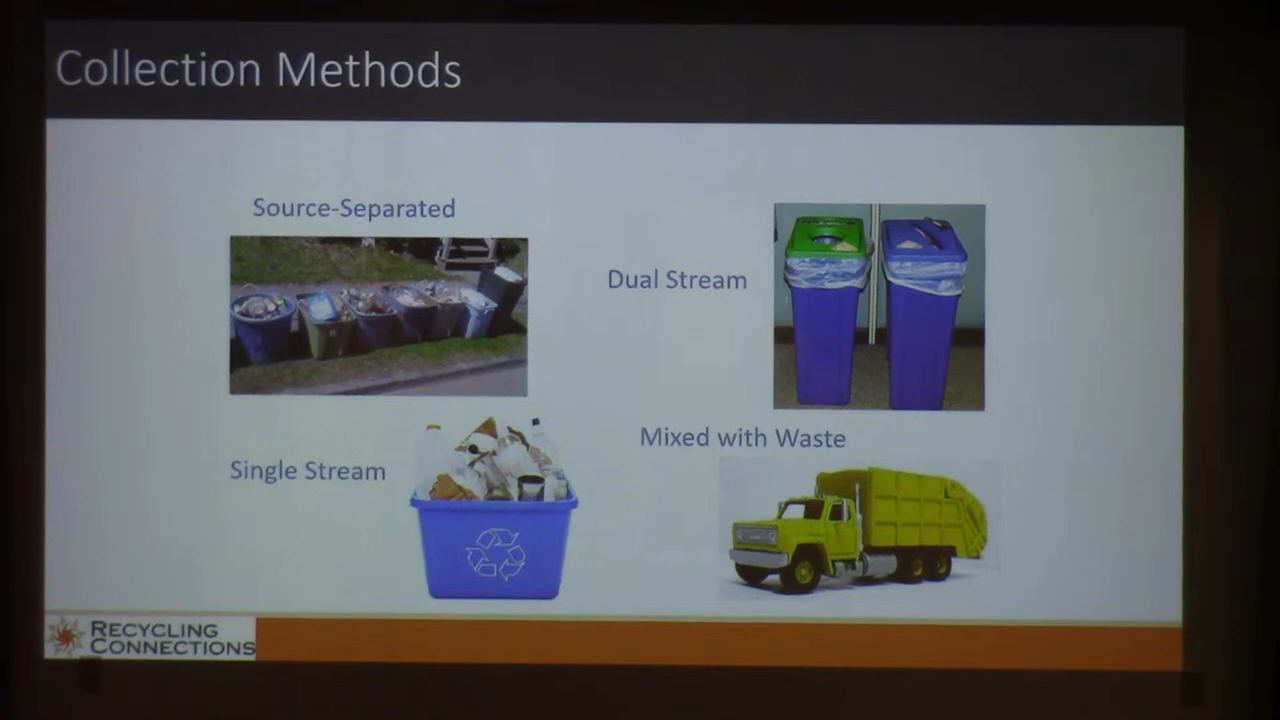 Collection Methods
Source-Separated
Dual Stream
Single Stream
Mixed with Waste
RECYCLING
CONNECTIONS